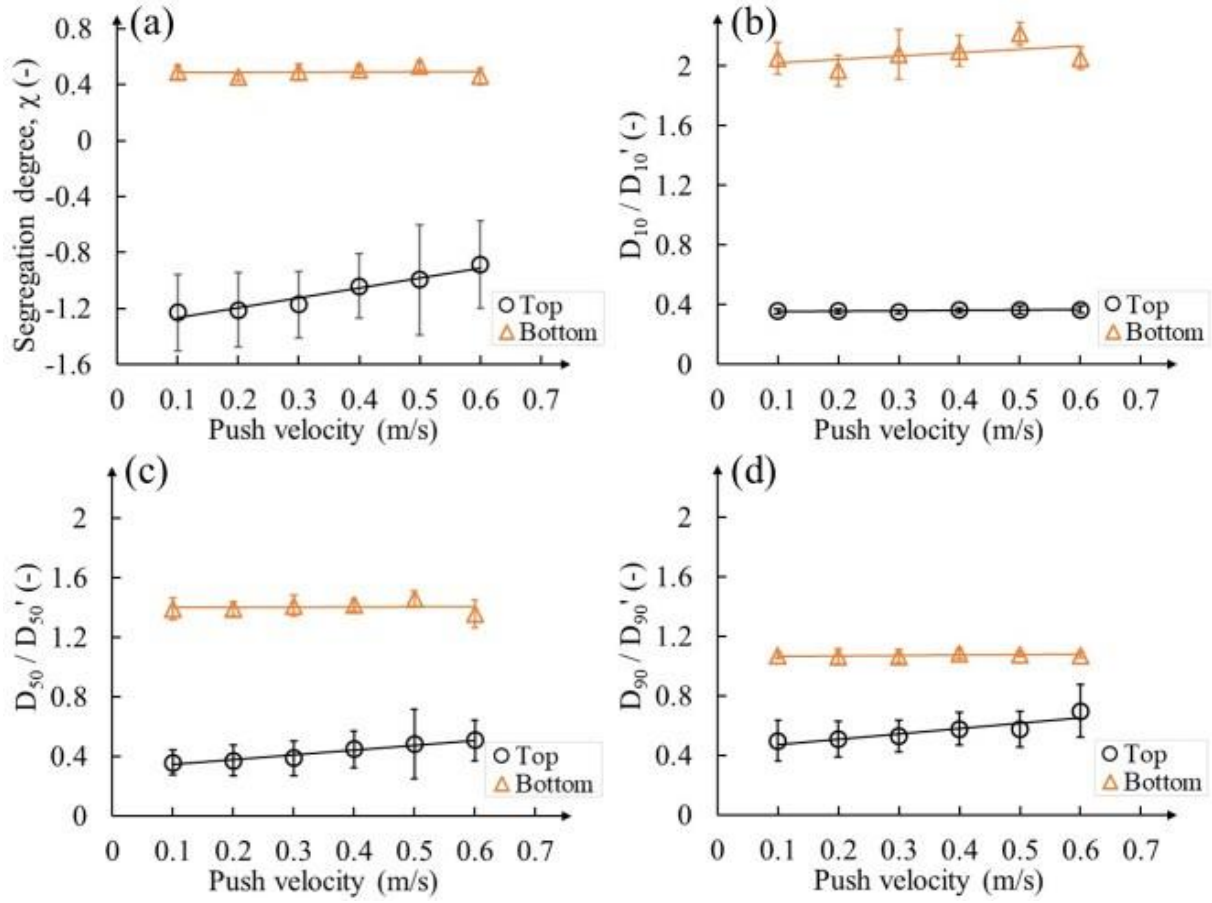 (a)
Segregation degree, χ (-)
0.8
0.4
0
-0.4
-0.8
-1.2
-1.6
Top
Bottom
0 0.1 0.2 0.3 0.4 0.5 0.6 0.7
Push velocity (m/s)
(b)
D10 / D10' (-)
2
1.6
1.2
0.8
0.4
0
Top
Bottom
0 0.1 0.2 0.3 0.4 0.5 0.6 0.7
Push velocity (m/s)
(c)
D50 / D50' (-)
2
1.6
1.2
0.8
0.4
0
Top
Bottom
0 0.1 0.2 0.3 0.4 0.5 0.6 0.7
Push velocity (m/s)
(d)
D90 / D90' (-)
2
1.6
1.2
0.8
0.4
0
Top
Bottom
0 0.1 0.2 0.3 0.4 0.5 0.6 0.7
Push velocity (m/s)